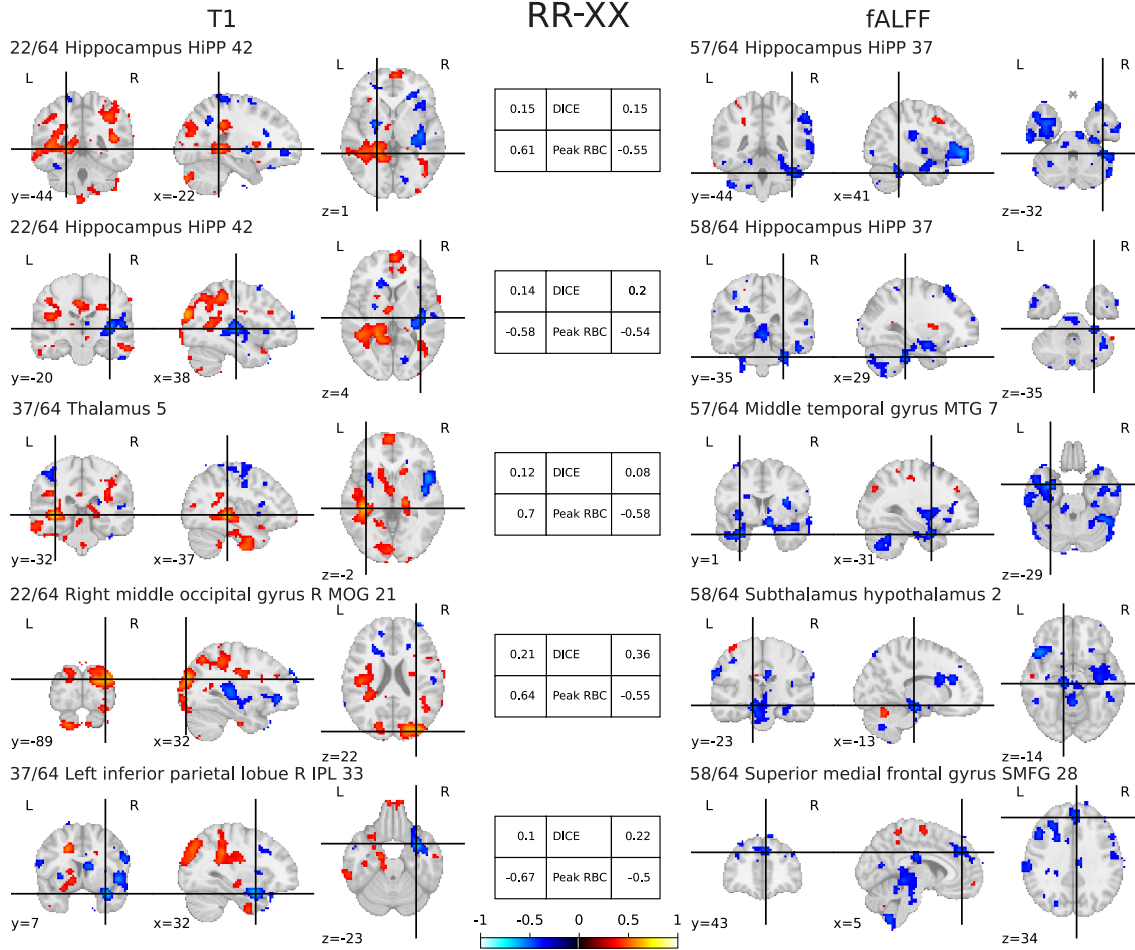 T1 RR-XX fALFF
22/64 Hippocampus HiPP 42
57/64 Hippocampus HiPP 37
L R L R
L R L R
0.15 DICE 0.15
0.61 Peak RBC -0.55
y=-44 x=-22 z=1
y=-44 x=41 z=-32
22/64 Hippocampus HiPP 42
58/64 Hippocampus HiPP 37
L R L R
L R L R
0.14 DICE 0.2
-0.58 Peak RBC -0.54
y=-20 x=38 z=4
y=-35 x=29 z=-35
37/64 Thalamus 5
57/64 Middle temporal gyrus MTG 7
L R L R
L R L R
0.12 DICE 0.08
0.7 Peak RBC -0.58
y=-32 x=-37 z=-2
y=1 x=-31 z=-29
22/64 Right middle occipital gyrus R MOG 21
58/64 Subthalamus hypothalamus 2
L R L R
L R L R
0.21 DICE 0.36
0.64 Peak RBC -0.55
y=-89 x=32 z=22
y=-23 x=-13 z=-14
37/64 Left inferior parietal lobue R IPL 33
58/64 Superior medial frontal gyrus SMFG 28
L R L R
L R L R
0.1 DICE 0.22
-0.67 Peak RBC -0.5
y=7 x=32 z=-23
y=43 x=5 z=34
-1 -0.5 0 0.5 1